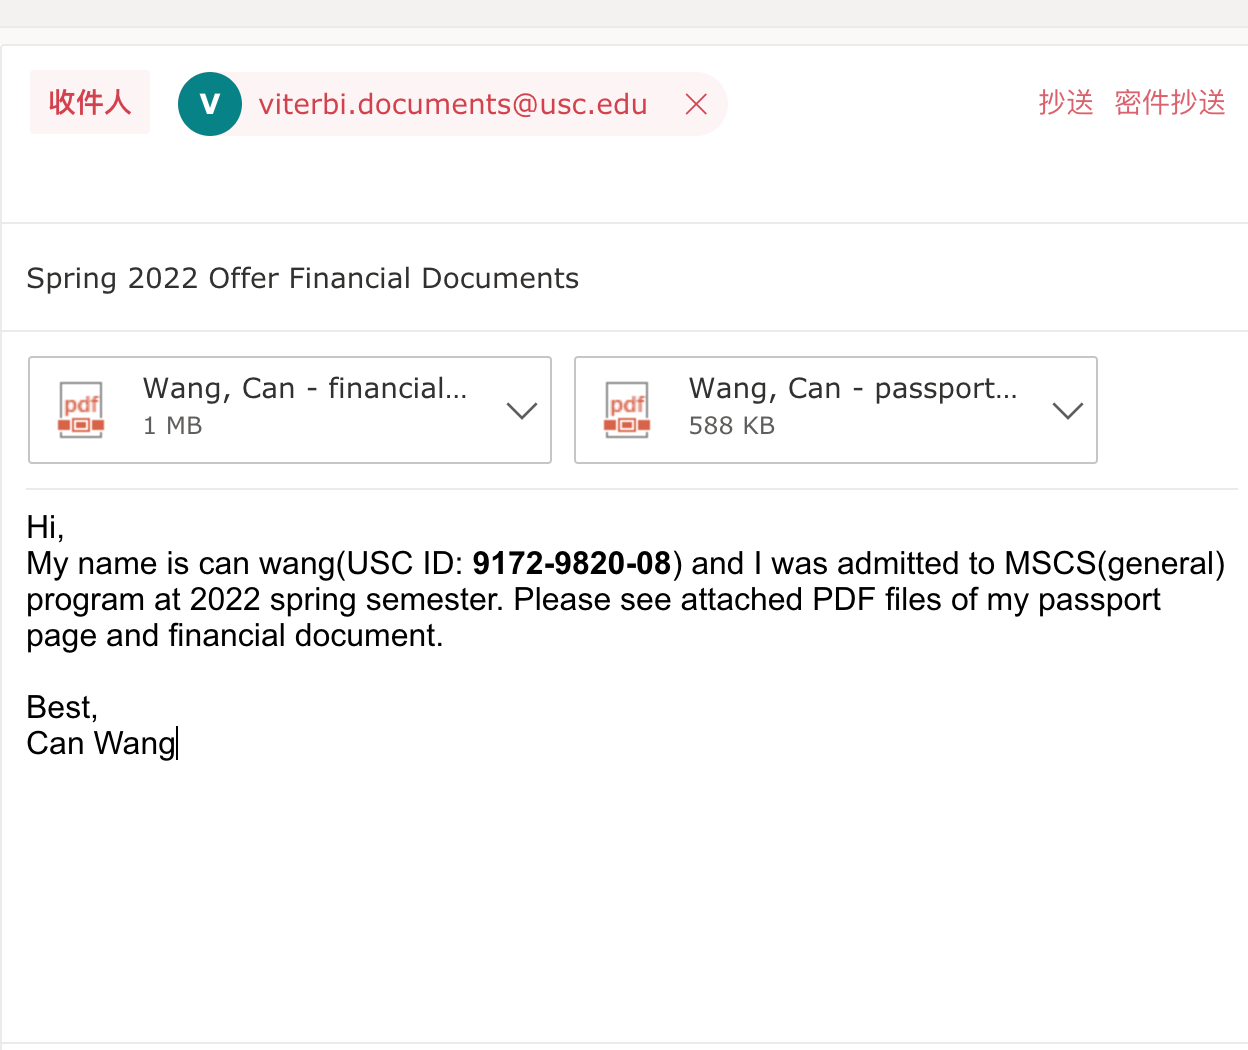 收件人 V viterbi.documents@usc.edu 抄送 密件抄送
Spring 2022 Offer Financial Documents
pdf Wang, Can - financial... pdf Wang, Can - passport...
1 MB 588 KB
Hi,
My name is can wang(USC ID: 9172-9820-08) and I was admitted to MSCS(general)
program at 2022 spring semester. Please see attached PDF files of my passport
page and financial document.
Best,
Can Wang